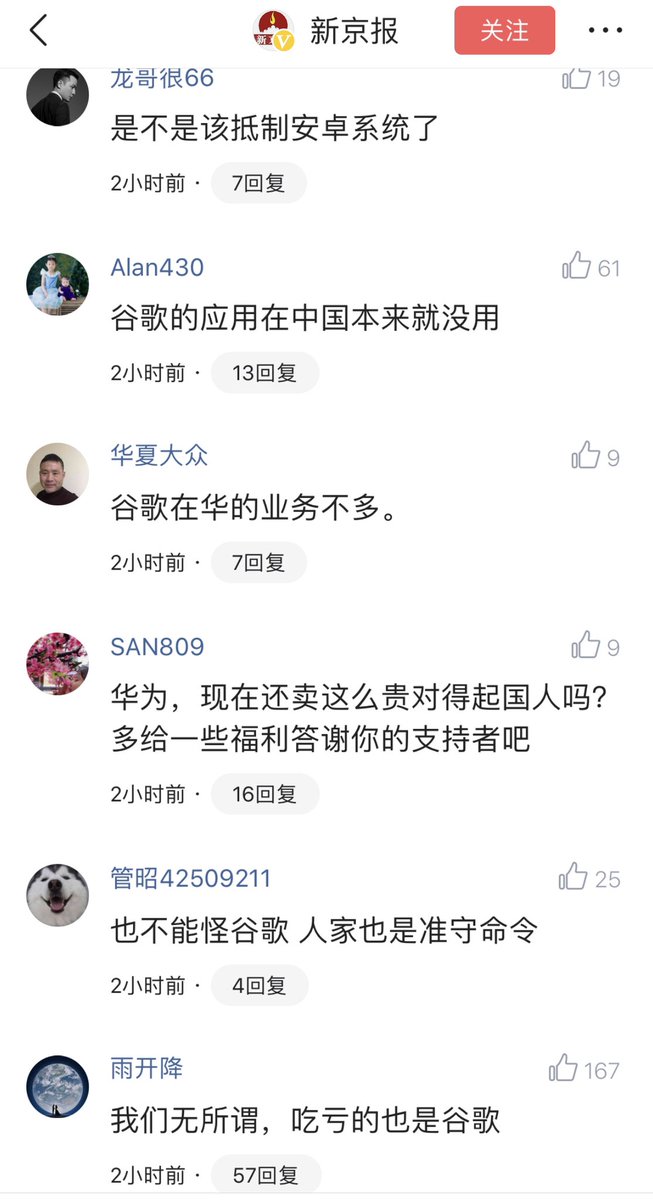 新京报
关注
龙哥很66
19
是不是该抵制安卓系统了
2小时前 · 7回复
Alan430
61
谷歌的应用在中国本来就没用
2小时前 · 13回复
华夏大众
9
谷歌在华的业务不多。
2小时前 · 7回复
SAN809
9
华为，现在还卖这么贵对得起国人吗？
多给一些福利答谢你的支持者吧
2小时前 · 16回复
管昭42509211
25
也不能怪谷歌 人家也是准守命令
2小时前 · 4回复
雨开降
167
我们无所谓，吃亏的也是谷歌
2小时前 · 57回复